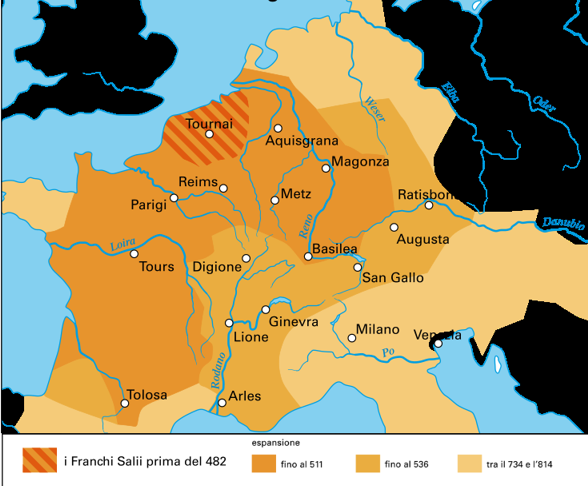 Elba
Oder
Weser
Tournai
Aquisgrana
Magonza
Reims
Metz
Ratisbona
Parigi
Reno
Danubio
Augusta
Loira
Basilea
Tours
Digione
San Gallo
Ginevra
Milano
Venezia
Lione
Po
Rodano
Tolosa
Arles
espansione
i Franchi Salii prima del 482
fino al 511
fino al 536
tra il 734 e l'814